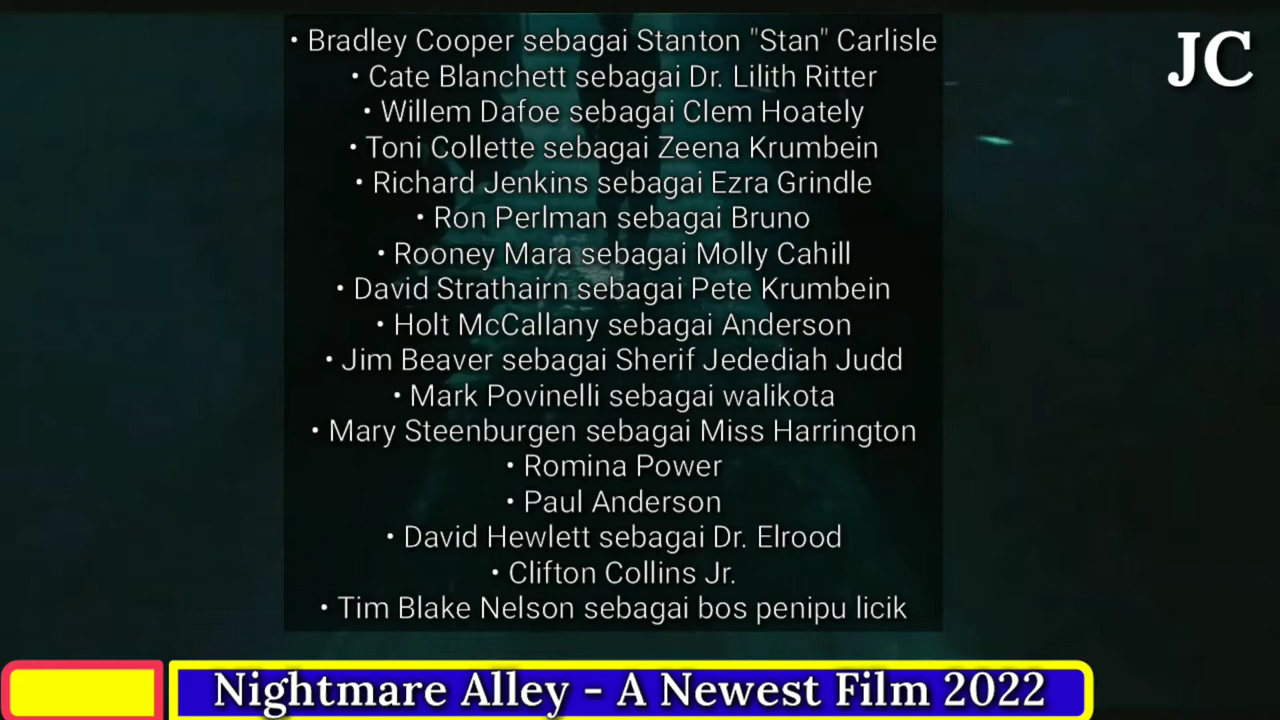 • Bradley Cooper sebagai Stanton "Stan" Carlisle
• Cate Blanchett sebagai Dr. Lilith Ritter
• Willem Dafoe sebagai Clem Hoately
• Toni Collette sebagai Zeena Krumbein
• Richard Jenkins sebagai Ezra Grindle
• Ron Perlman sebagai Bruno
• Rooney Mara sebagai Molly Cahill
• David Strathairn sebagai Pete Krumbein
• Holt McCallany sebagai Anderson
• Jim Beaver sebagai Sherif Jedediah Judd
• Mark Povinelli sebagai walikota
• Mary Steenburgen sebagai Miss Harrington
• Romina Power
• Paul Anderson
• David Hewlett sebagai Dr. Elrood
• Clifton Collins Jr.
• Tim Blake Nelson sebagai bos penipu licik
JC
Nightmare Alley - A Newest Film 2022